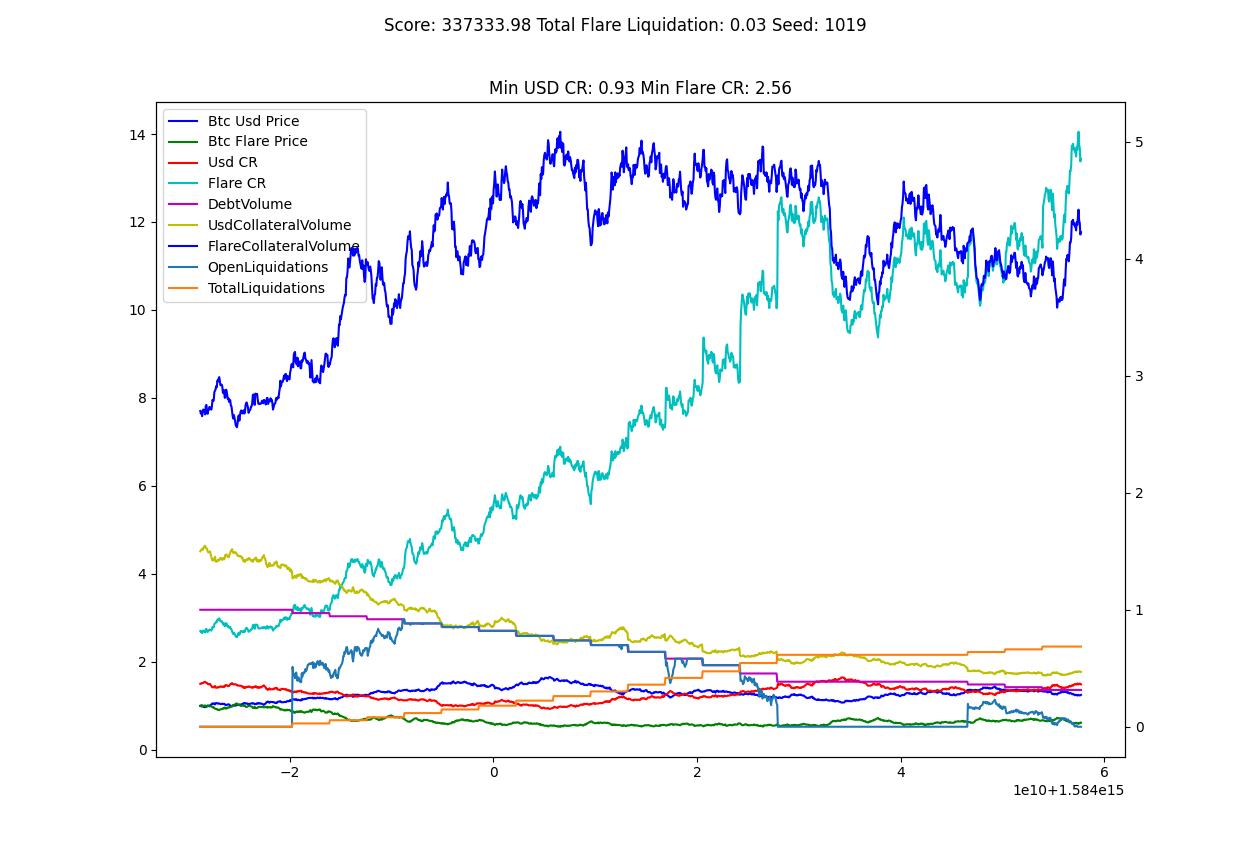 Score: 337333.98 Total Flare Liquidation: 0.03 Seed: 1019
Min USD CR: 0.93 Min Flare CR: 2.56
Btc Usd Price
Btc Flare Price
Usd CR
Flare CR
DebtVolume
UsdCollateralVolume
FlareCollateralVolume
OpenLiquidations
TotalLiquidations
14
12
10
8
6
4
2
0
5
4
3
2
1
0
−2
0
2
4
6
1e10+1.584e15